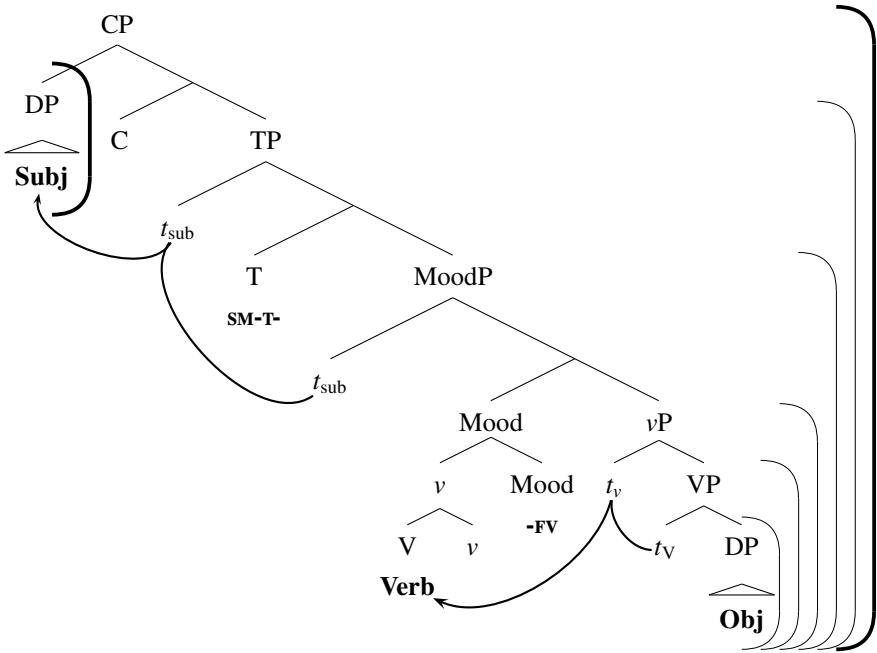 CP
DP
C
TP
Subj
t_sub
T
MoodP
SM-T-
t_sub
Mood
vP
v
Mood
t_v
VP
-FV
V
v
t_V
DP
Verb
Obj